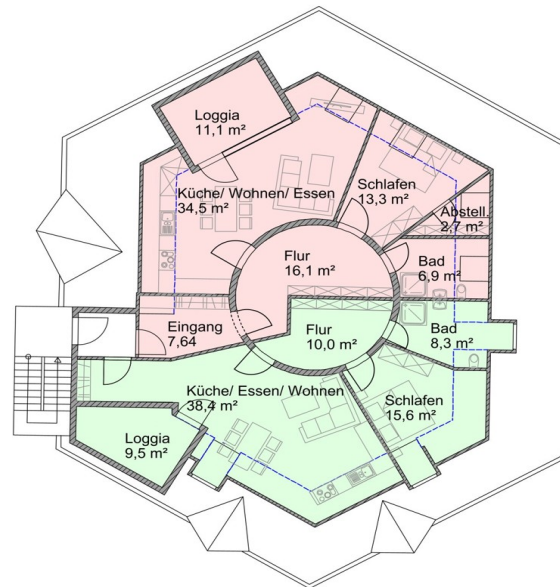 Loggia
11,1 m²
Küche/ Wohnen/ Essen
34,5 m²
Schlafen
13,3 m²
Abstell.
2,7 m²
Flur
16,1 m²
Bad
6,9 m²
Eingang
7,64
Flur
10,0 m²
Bad
8,3 m²
Küche/ Essen/ Wohnen
38,4 m²
Schlafen
15,6 m²
Loggia
9,5 m²